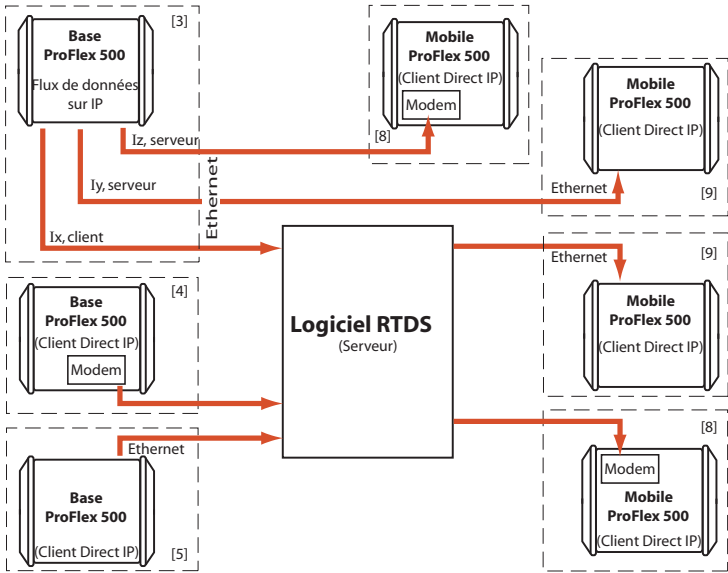 [3]
Base
ProFlex 500
Flux de données
sur IP
Iz, serveur
Iy, serveur
Ix, client
Ethernet
Mobile
ProFlex 500
(Client Direct IP)
Modem
[8]
Mobile
ProFlex 500
(Client Direct IP)
Ethernet
[9]
[4]
Base
ProFlex 500
(Client Direct IP)
Modem
Logiciel RTDS
(Serveur)
Ethernet
[9]
Mobile
ProFlex 500
(Client Direct IP)
Ethernet
Base
ProFlex 500
(Client Direct IP)
[5]
[8]
Modem
Mobile
ProFlex 500
(Client Direct IP)